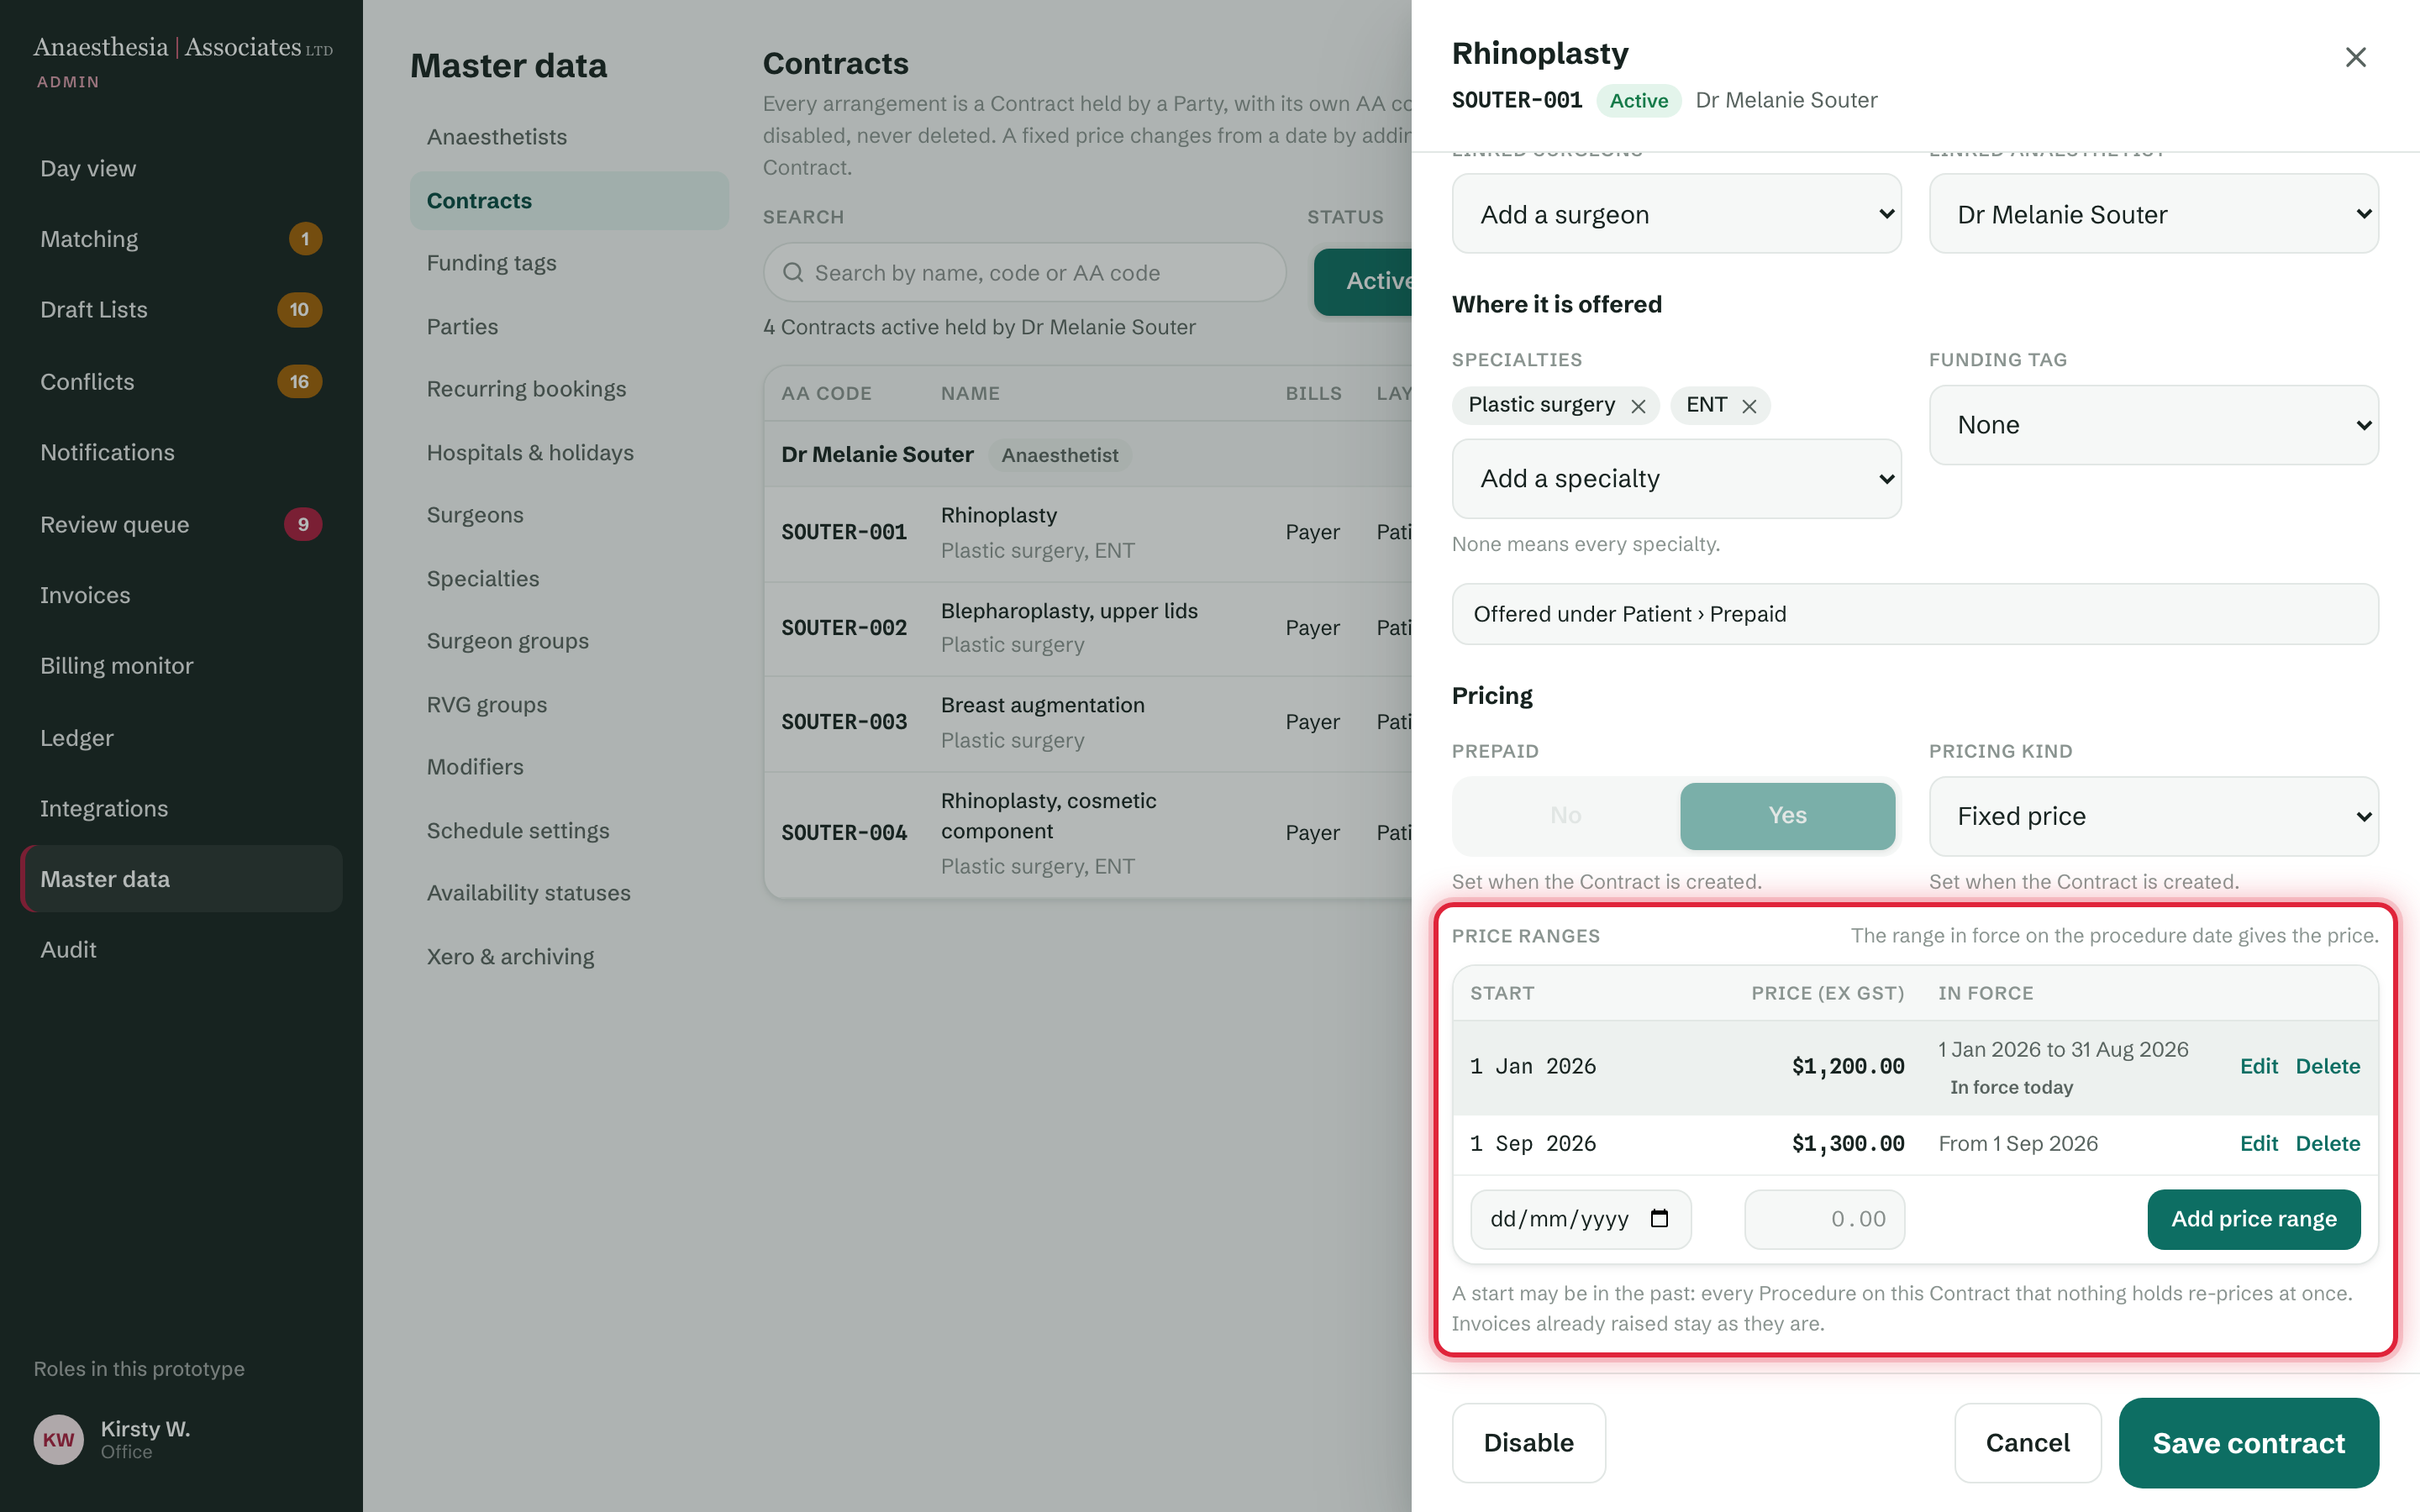 Anaesthesia | Associates LTD
ADMIN
Day view
Matching 1
Draft Lists 10
Conflicts 16
Notifications
Review queue 9
Invoices
Billing monitor
Ledger
Integrations
Master data
Audit
Roles in this prototype
KW
Kirsty W.
Office
Master data
Anaesthetists
Contracts
Funding tags
Parties
Recurring bookings
Hospitals & holidays
Surgeons
Specialties
Surgeon groups
RVG groups
Modifiers
Schedule settings
Availability statuses
Xero & archiving
Contracts
Every arrangement is a Contract held by a Party, with its own AA co
disabled, never deleted. A fixed price changes from a date by addin
Contract.
SEARCH STATUS
Search by name, code or AA code
Active
4 Contracts active held by Dr Melanie Souter
AA CODE NAME BILLS LAY
Dr Melanie Souter Anaesthetist
SOUTER-001 Rhinoplasty Payer Pati
Plastic surgery, ENT
SOUTER-002 Blepharoplasty, upper lids Payer Pati
Plastic surgery
SOUTER-003 Breast augmentation Payer Pati
Plastic surgery
SOUTER-004 Rhinoplasty, cosmetic Payer Pati
component
Plastic surgery, ENT
Rhinoplasty
SOUTER-001 Active Dr Melanie Souter
LINKED SURGEONS LINKED ANAESTHETIST
Add a surgeon Dr Melanie Souter
Where it is offered
SPECIALTIES FUNDING TAG
Plastic surgery ENT
None
Add a specialty
None means every specialty.
Offered under Patient › Prepaid
Pricing
PREPAID PRICING KIND
No Yes Fixed price
Set when the Contract is created. Set when the Contract is created.
PRICE RANGES The range in force on the procedure date gives the price.
START PRICE (EX GST) IN FORCE
1 Jan 2026 $1,200.00 1 Jan 2026 to 31 Aug 2026 Edit Delete
In force today
1 Sep 2026 $1,300.00 From 1 Sep 2026 Edit Delete
dd/mm/yyyy 0.00 Add price range
A start may be in the past: every Procedure on this Contract that nothing holds re-prices at once.
Invoices already raised stay as they are.
Disable Cancel Save contract